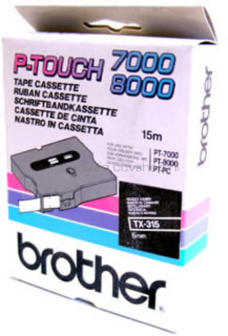 P-TOUCH 7000
8000
TAPE CASSETTE
RUBAN CASSETTE
SCHRIFTBANDKASSETTE
CASSETTE DE CINTA
NASTRO IN CASSETTA
15m
PT-7000
PT-8000
PT-PC
TX-315
6mm
brother